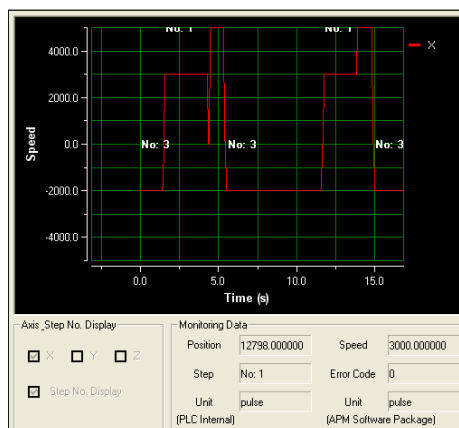 No: 1
No: 1
X
4000.0
2000.0
0.0
-2000.0
-4000.0
Speed
No: 3
No: 3
No: 3
0.0
5.0
10.0
15.0
Time (s)
Axis_Step No. Display
X
Y
Z
Step No. Display
Monitoring Data
Position
12798.000000
Speed
3000.000000
Step
No: 1
Error Code
0
Unit
pulse
Unit
pulse
(PLC Internal)
(APM Software Package)